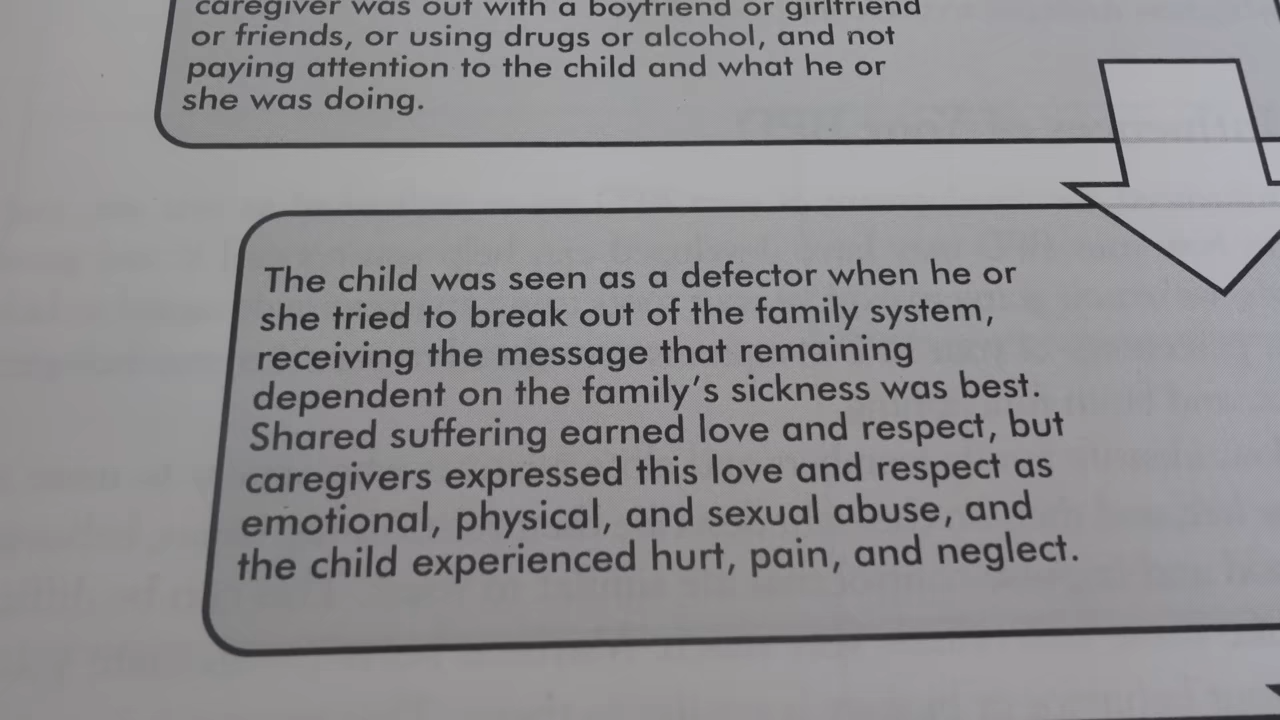 caregiver was out with a boyfriend or girlfriend
or friends, or using drugs or alcohol, and not
paying attention to the child and what he or
she was doing.
The child was seen as a defector when he or
she tried to break out of the family system,
receiving the message that remaining
dependent on the family's sickness was best.
Shared suffering earned love and respect, but
caregivers expressed this love and respect as
emotional, physical, and sexual abuse, and
the child experienced hurt, pain, and neglect.